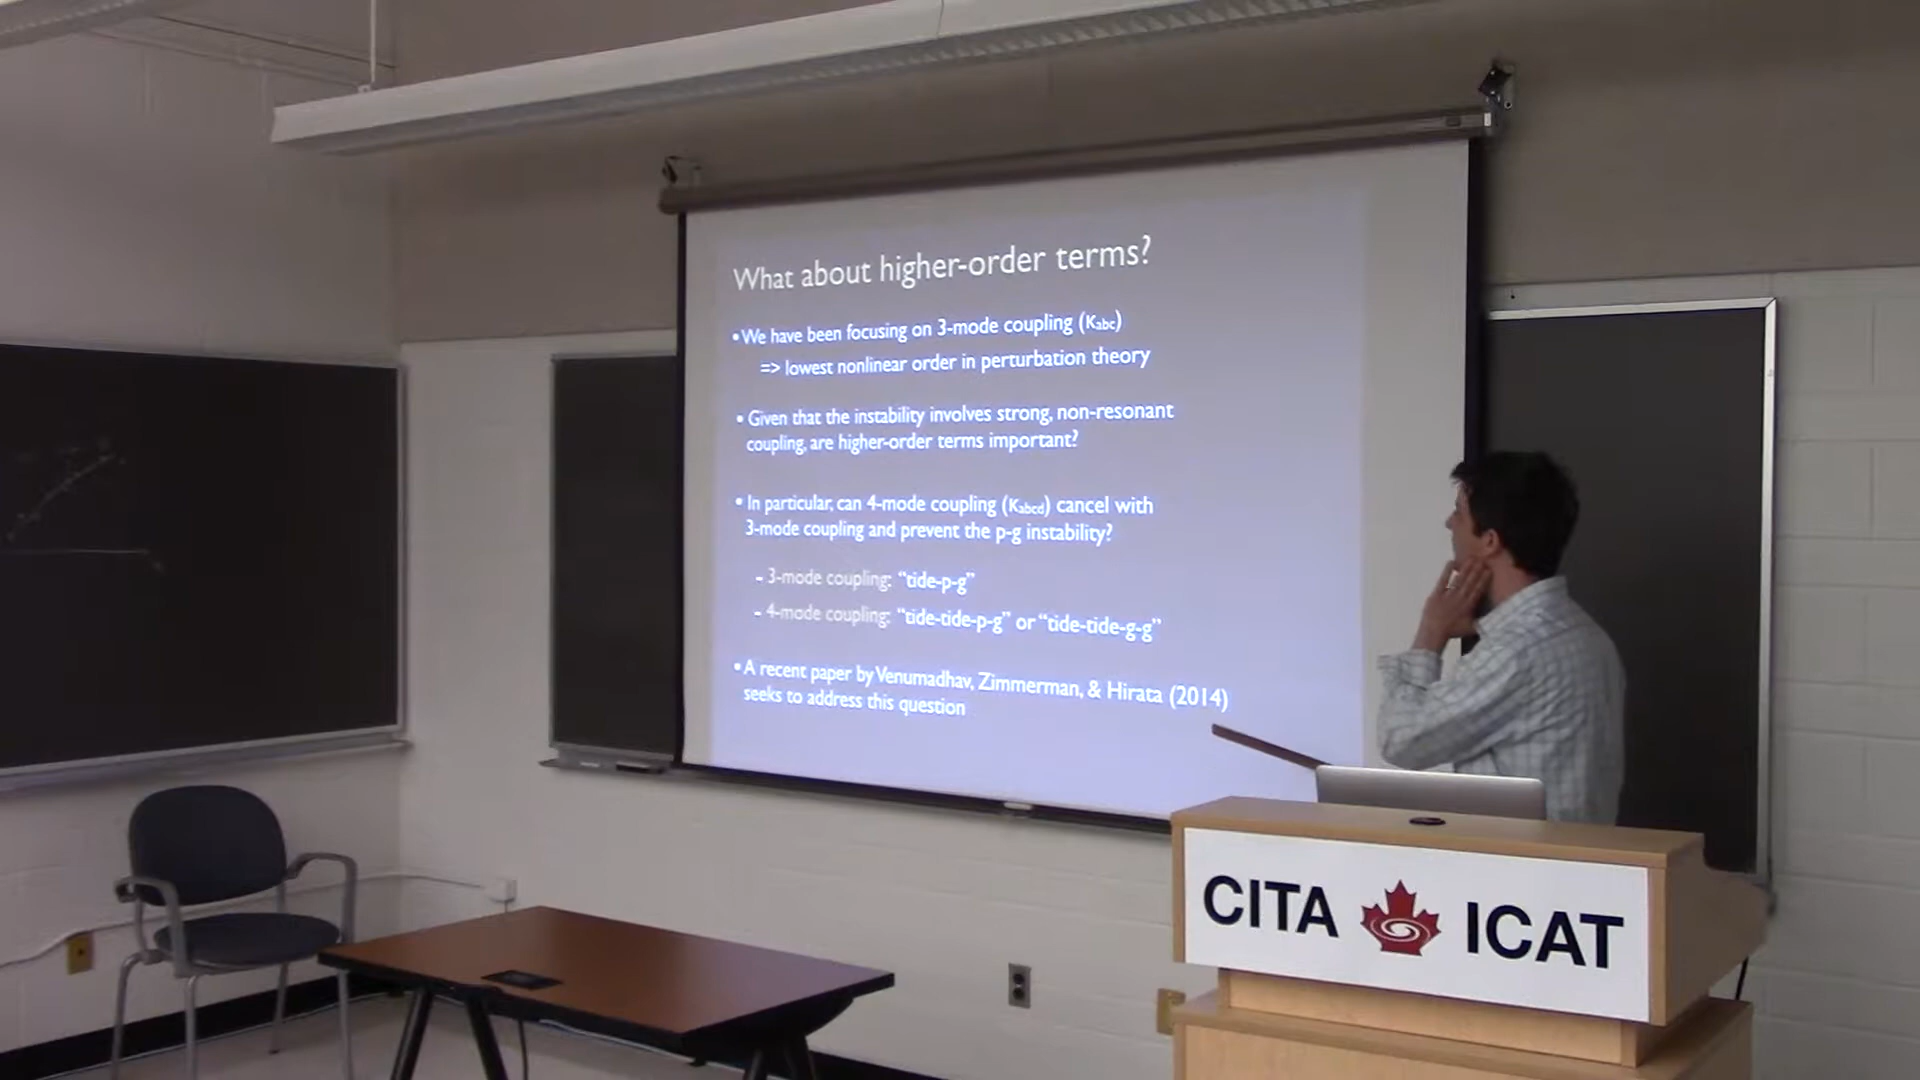 What about higher-order terms?
• We have been focusing on 3-mode coupling (κabc)
=> lowest nonlinear order in perturbation theory
• Given that the instability involves strong, non-resonant
coupling, are higher-order terms important?
• In particular, can 4-mode coupling (κabcd) cancel with
3-mode coupling and prevent the p-g instability?
- 3-mode coupling: “tide-p-g”
- 4-mode coupling: “tide-tide-p-g” or “tide-tide-g-g”
• A recent paper by Venumadhav, Zimmerman, & Hirata (2014)
seeks to address this question
CITA ICAT